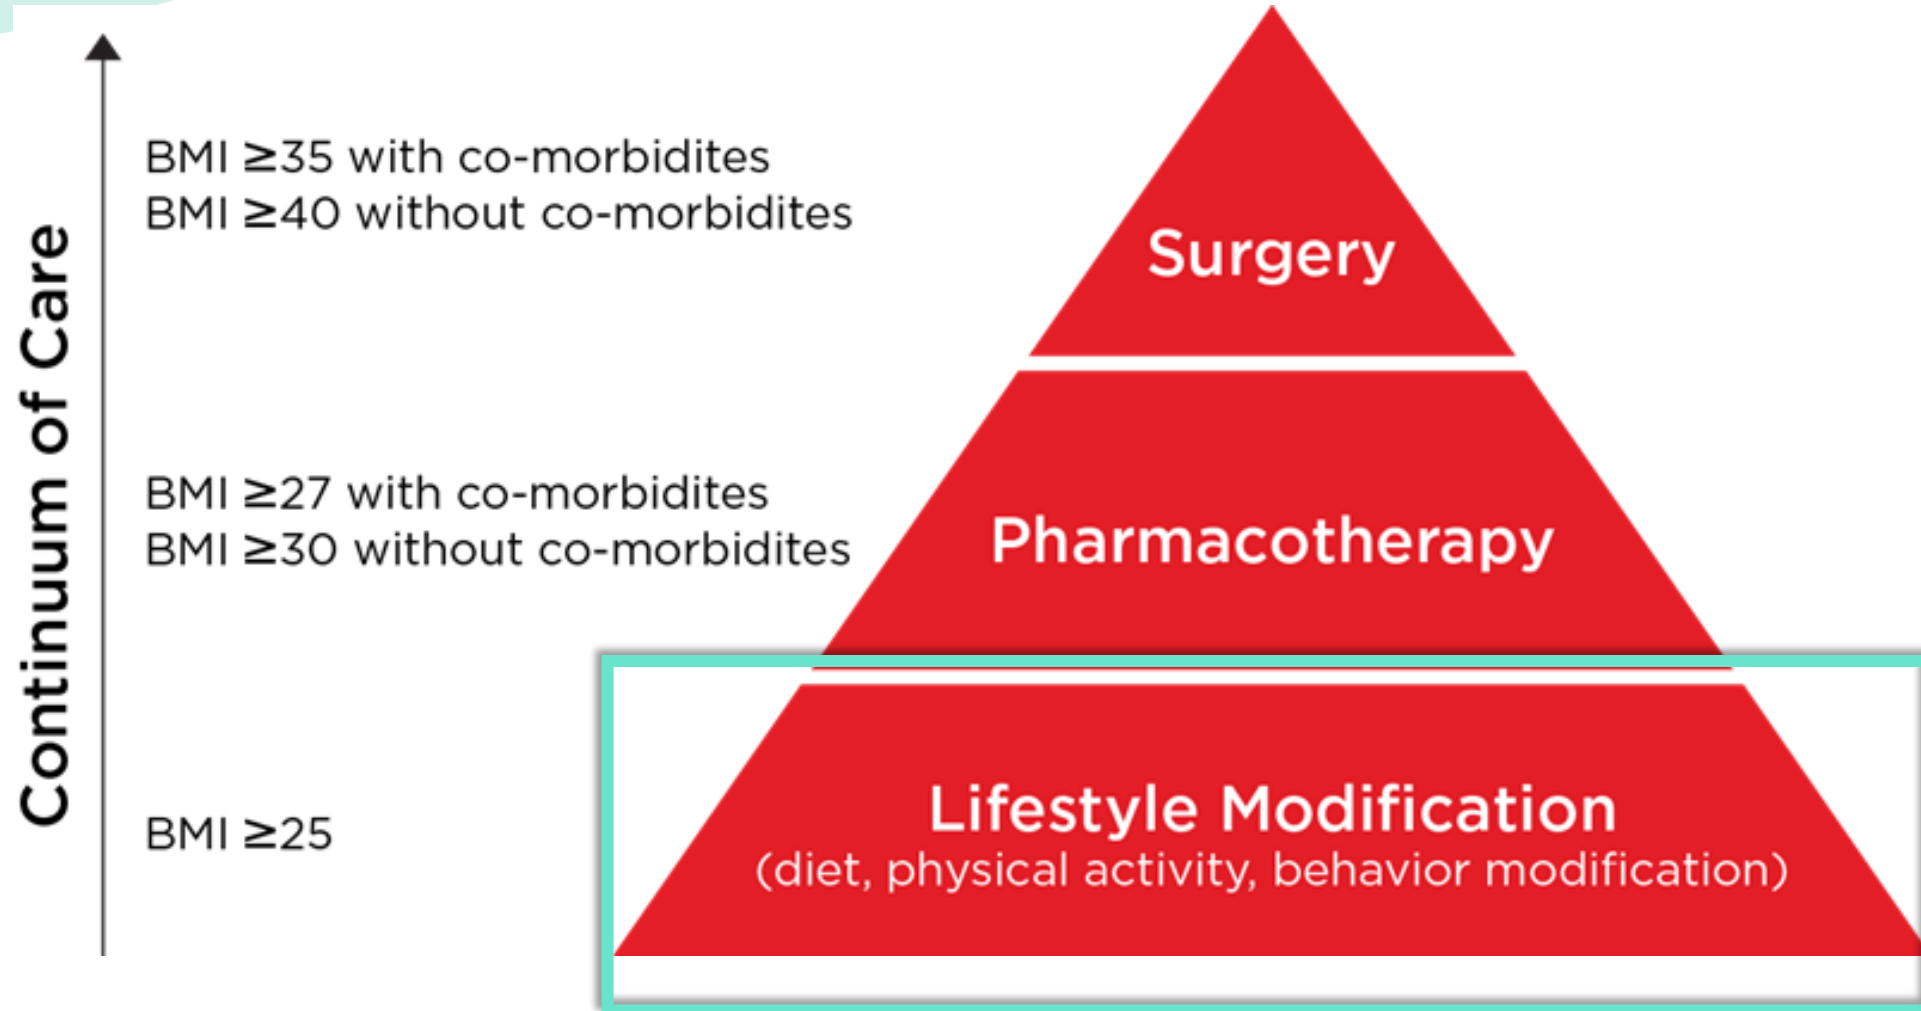 Continuum of Care
BMI ≥35 with co-morbidites
BMI ≥40 without co-morbidites
Surgery
BMI ≥27 with co-morbidites
BMI ≥30 without co-morbidites
Pharmacotherapy
BMI ≥25
Lifestyle Modification
(diet, physical activity, behavior modification)